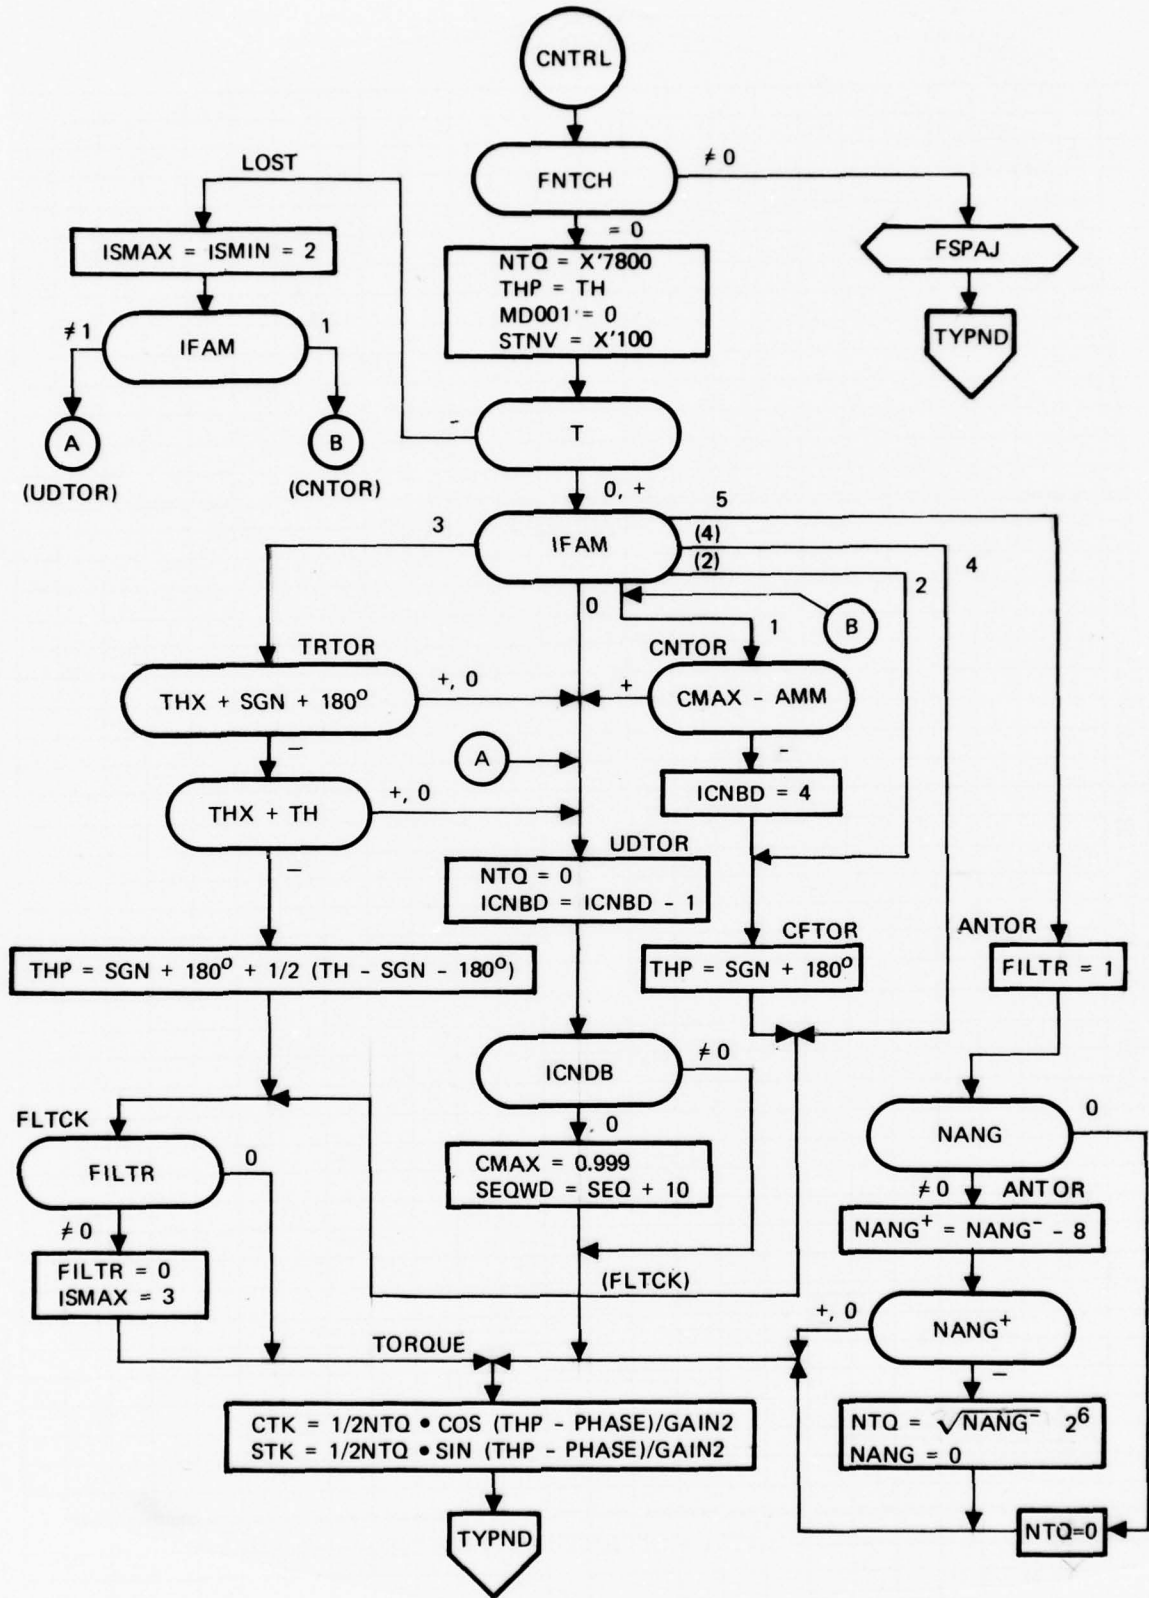 CNTRL
LOST
FNTCH
≠ 0
= 0
ISMAX = ISMIN = 2
NTQ = X'7800
THP = TH
MD001 = 0
STNV = X'100
FSPAJ
TYPND
≠ 1
IFAM
1
A
(UDTOR)
B
(CNTOR)
-
T
0, +
3
IFAM
5
(4)
(2)
4
2
0
1
B
TRTOR
THX + SGN + 180°
+, 0
–
CNTOR
+
CMAX - AMM
-
A
THX + TH
+, 0
–
ICNBD = 4
UDTOR
NTQ = 0
ICNBD = ICNBD - 1
THP = SGN + 180° + 1/2 (TH - SGN - 180°)
CFTOR
THP = SGN + 180°
ANTOR
FILTR = 1
ICNDB
≠ 0
0
FLTCK
FILTR
0
≠ 0
CMAX = 0.999
SEQWD = SEQ + 10
NANG
0
≠ 0
ANTOR
NANG⁺ = NANG⁻ - 8
FILTR = 0
ISMAX = 3
(FLTCK)
+, 0
NANG⁺
–
TORQUE
CTK = 1/2NTQ • COS (THP - PHASE)/GAIN2
STK = 1/2NTQ • SIN (THP - PHASE)/GAIN2
NTQ = √NANG⁻ 2⁶
NANG = 0
NTQ=0
TYPND